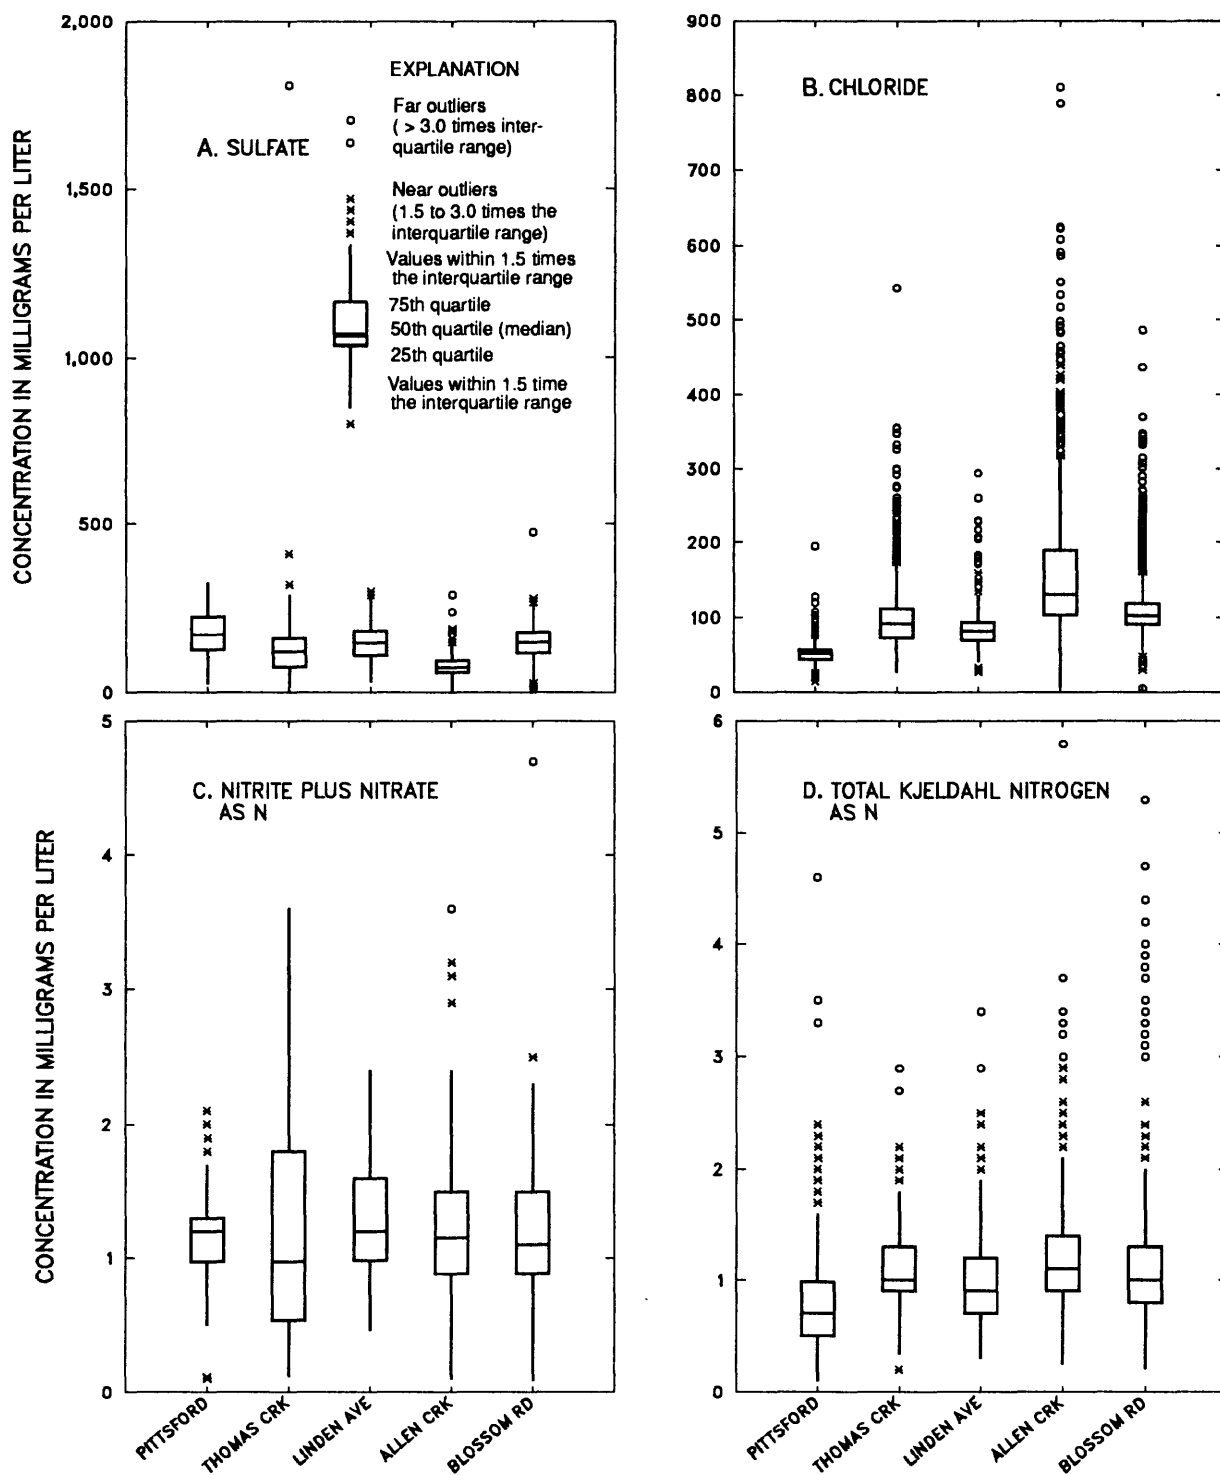 CONCENTRATION IN MILLIGRAMS PER LITER
2,000
1,500
1,000
500
0
A. SULFATE
EXPLANATION
Far outliers
( > 3.0 times inter-
quartile range)
Near outliers
(1.5 to 3.0 times the
interquartile range)
Values within 1.5 times
the interquartile range
75th quartile
50th quartile (median)
25th quartile
Values within 1.5 time
the interquartile range
900
800
700
600
500
400
300
200
100
0
B. CHLORIDE
CONCENTRATION IN MILLIGRAMS PER LITER
5
4
3
2
1
0
C. NITRITE PLUS NITRATE
AS N
PITTSFORD
THOMAS CRK
LINDEN AVE
ALLEN CRK
BLOSSOM RD
6
5
4
3
2
1
0
D. TOTAL KJELDAHL NITROGEN
AS N
PITTSFORD
THOMAS CRK
LINDEN AVE
ALLEN CRK
BLOSSOM RD